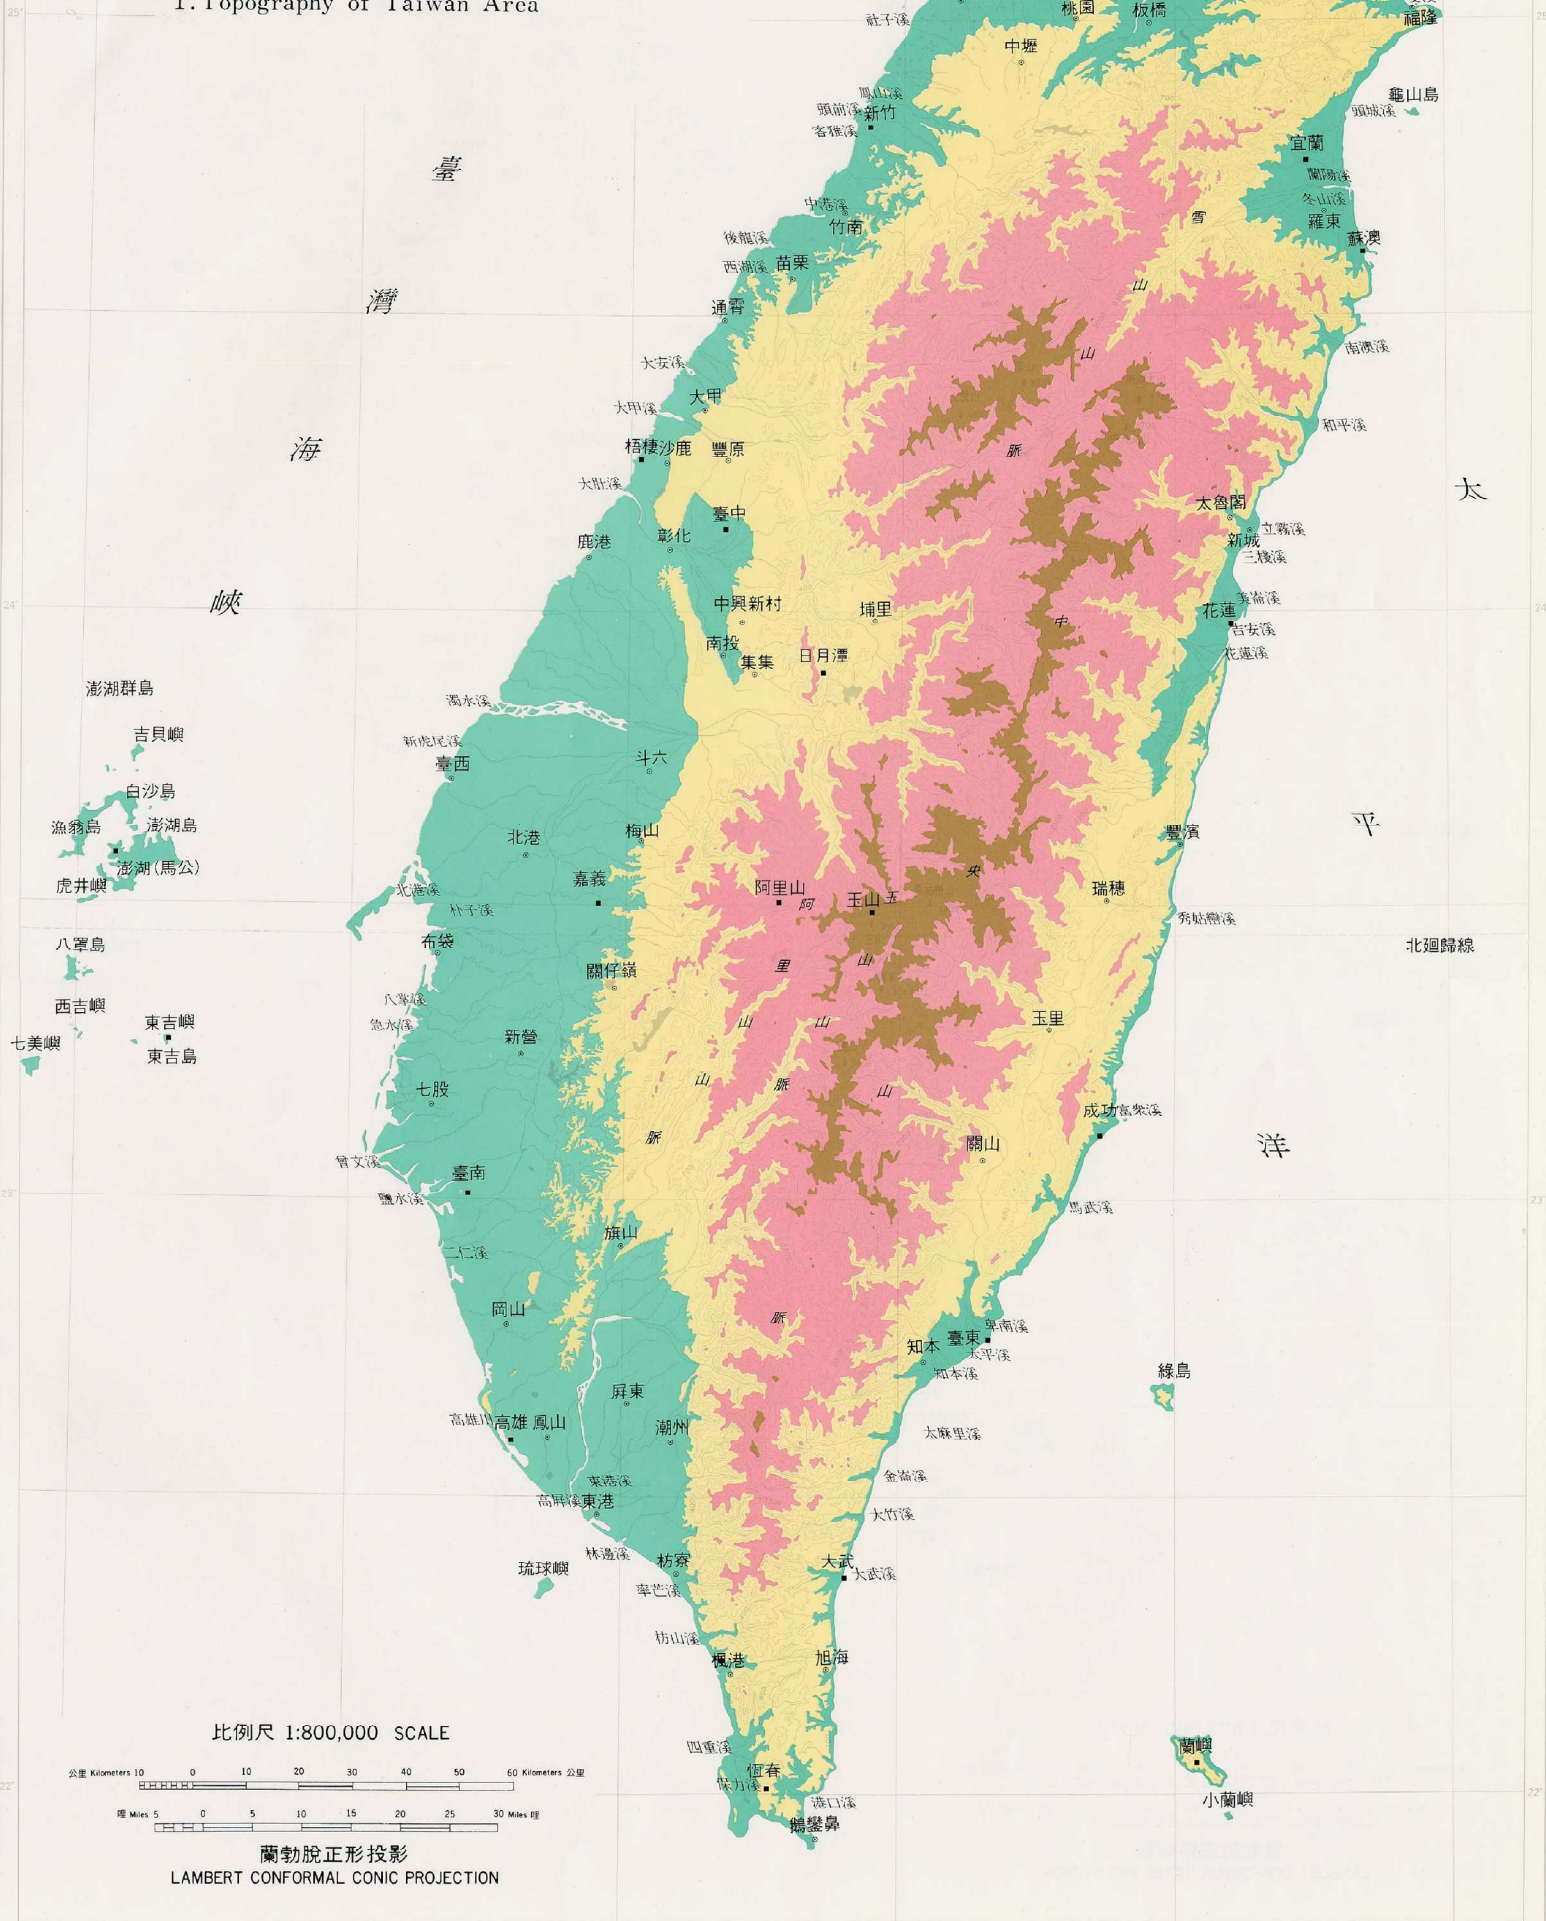 1. Topography of Taiwan Area
25°
社子溪
桃園
板橋
福隆
中壢
鳳山溪
頭前溪
新竹
客雅溪
龜山島
頭城溪
宜蘭
蘭陽溪
冬山溪
羅東
蘇澳
臺
灣
海
峽
中港溪
竹南
後龍溪
西湖溪
苗栗
通霄
雪
山
山
脈
南澳溪
大安溪
大甲溪
大甲
和平溪
梧棲
沙鹿
豐原
大肚溪
臺中
彰化
鹿港
太魯閣
立霧溪
新城
三棧溪
太
平
洋
24°
中興新村
埔里
南投
集集
日月潭
中
花蓮
美崙溪
吉安溪
花蓮溪
澎湖群島
濁水溪
吉貝嶼
新虎尾溪
臺西
斗六
白沙島
漁翁島
澎湖島
北港
梅山
豐濱
澎湖(馬公)
虎井嶼
北港溪
嘉義
阿里山
阿
玉山
玉
央
瑞穗
朴子溪
秀姑巒溪
八罩島
布袋
北廻歸線
關仔嶺
里
山
西吉嶼
八掌溪
急水溪
東吉嶼
山
山
玉里
七美嶼
東吉島
新營
七股
山
脈
山
成功
富家溪
脈
關山
曾文溪
臺南
23°
23°
鹽水溪
馬武溪
旗山
二仁溪
岡山
脈
知本
臺東
卑南溪
太平溪
知本溪
綠島
屏東
高雄川
高雄
鳳山
潮州
太麻里溪
東港溪
金崙溪
高屏溪
東港
大竹溪
林邊溪
枋寮
大武
大武溪
琉球嶼
率芒溪
枋山溪
楓港
旭海
比例尺 1:800,000 SCALE
四重溪
蘭嶼
公里 Kilometers 10 0 10 20 30 40 50 60 Kilometers 公里
恆春
保力溪
22°
22°
小蘭嶼
港口溪
哩 Miles 5 0 5 10 15 20 25 30 Miles 哩
鵝鑾鼻
蘭勃脫正形投影
LAMBERT CONFORMAL CONIC PROJECTION